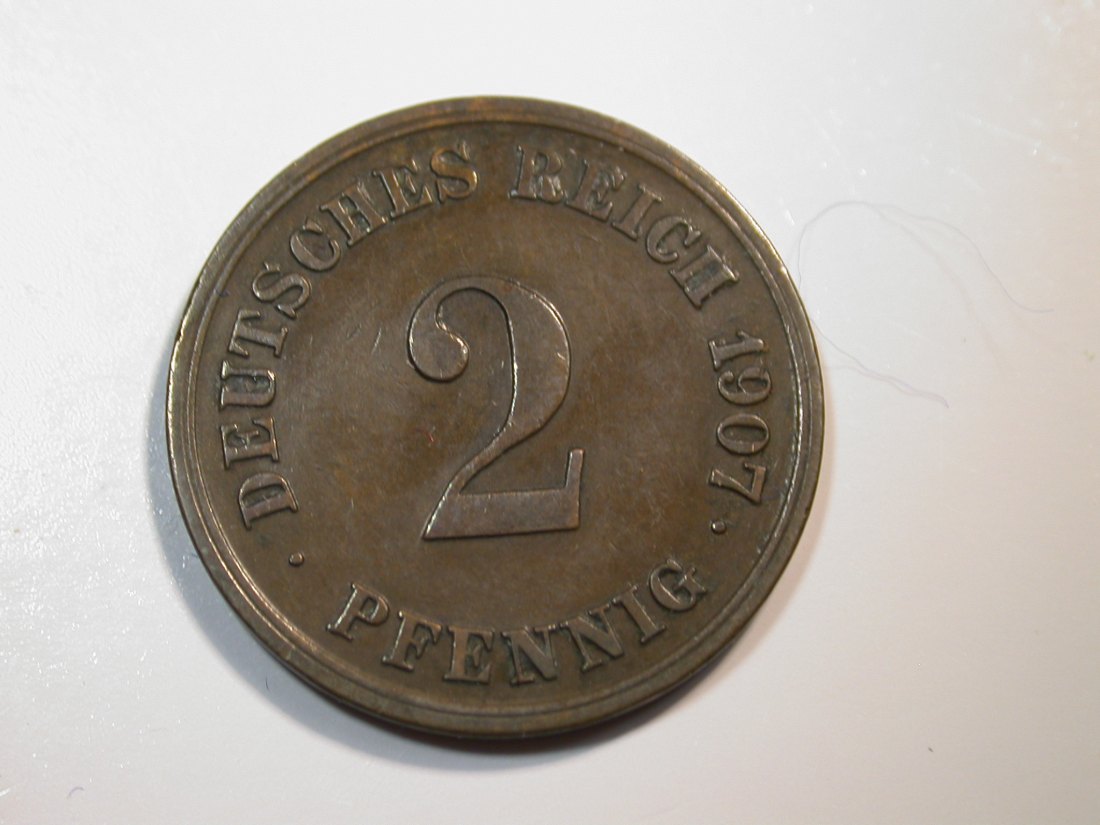 DEUTSCHES REICH 1907.
2
. PFENNIG